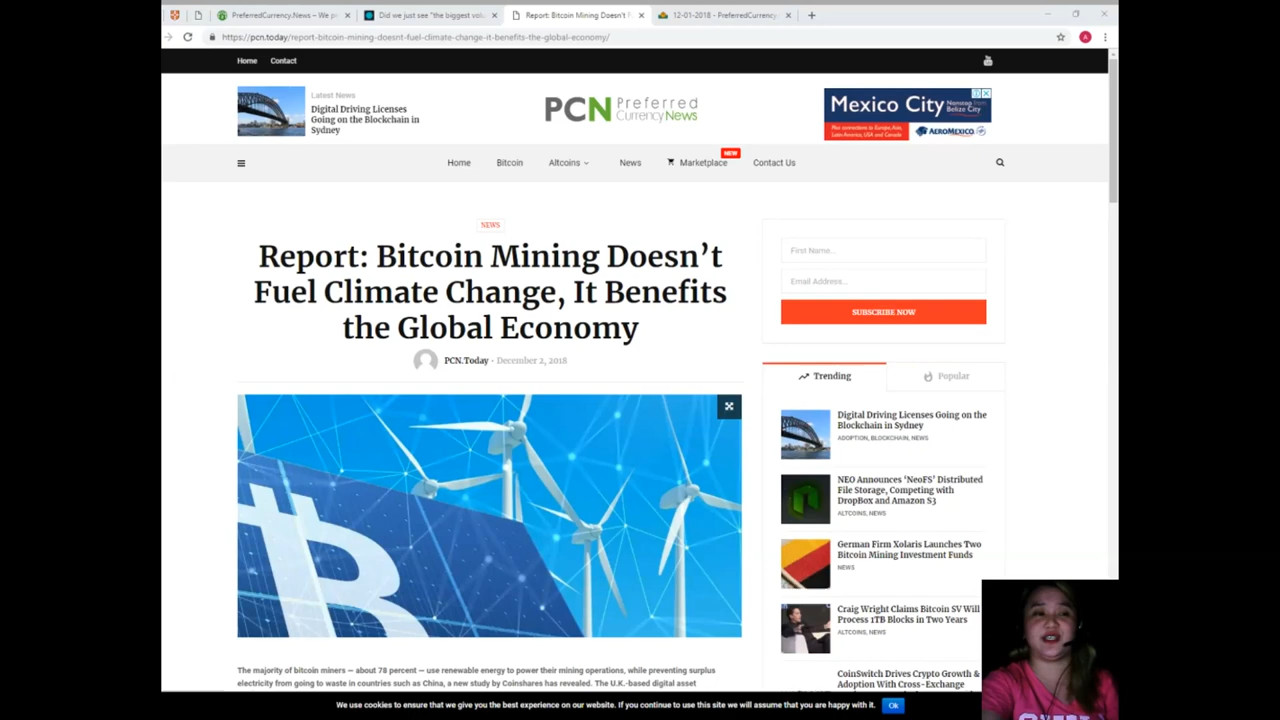 PreferredCurrency.News – We pr
Did we just see "the biggest volu
Report: Bitcoin Mining Doesn't F
12-01-2018 - PreferredCurrency.
https://pcn.today/report-bitcoin-mining-doesnt-fuel-climate-change-it-benefits-the-global-economy/
A
Home
Contact
Latest News
Digital Driving Licenses
Going on the Blockchain in
Sydney
PCN Preferred
CurrencyNews
Mexico City
Nonstop from
Belize City
Plus connections to Europe, Asia,
Latin America, USA and Canada
AEROMEXICO
NEW
Home
Bitcoin
Altcoins
News
Marketplace
Contact Us
NEWS
Report: Bitcoin Mining Doesn't
Fuel Climate Change, It Benefits
the Global Economy
PCN.Today - December 2, 2018
First Name...
Email Address...
SUBSCRIBE NOW
Trending
Popular
Digital Driving Licenses Going on the
Blockchain in Sydney
ADOPTION, BLOCKCHAIN, NEWS
NEO Announces 'NeoFS' Distributed
File Storage, Competing with
DropBox and Amazon S3
ALTCOINS, NEWS
German Firm Xolaris Launches Two
Bitcoin Mining Investment Funds
NEWS
Craig Wright Claims Bitcoin SV Will
Process 1TB Blocks in Two Years
ALTCOINS, NEWS
CoinSwitch Drives Crypto Growth &
Adoption With Cross-Exchange
The majority of bitcoin miners — about 78 percent — use renewable energy to power their mining operations, while preventing surplus
electricity from going to waste in countries such as China, a new study by Coinshares has revealed. The U.K.-based digital asset
We use cookies to ensure that we give you the best experience on our website. If you continue to use this site we will assume that you are happy with it.
Ok